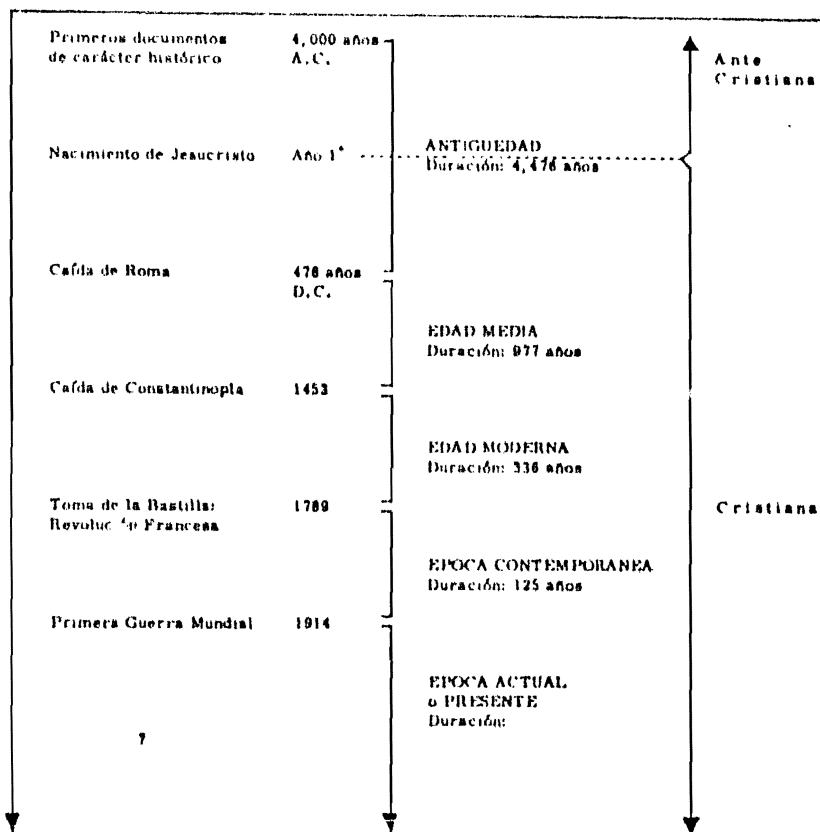 Primeros documentos 4,000 años
de carácter histórico A.C.
Ante
Cristiana
Nacimiento de Jesucristo Año 1°
ANTIGUEDAD
Duración: 4,476 años
Caída de Roma 476 años
D.C.
EDAD MEDIA
Duración: 977 años
Caída de Constantinopla 1453
EDAD MODERNA
Duración: 336 años
Toma de la Bastilla: 1789
Francesa
Cristiana
EPOCA CONTEMPORANEA
Duración: 125 años
Primera Guerra Mundial 1914
EPOCA ACTUAL
o PRESENTE
Duración:
?